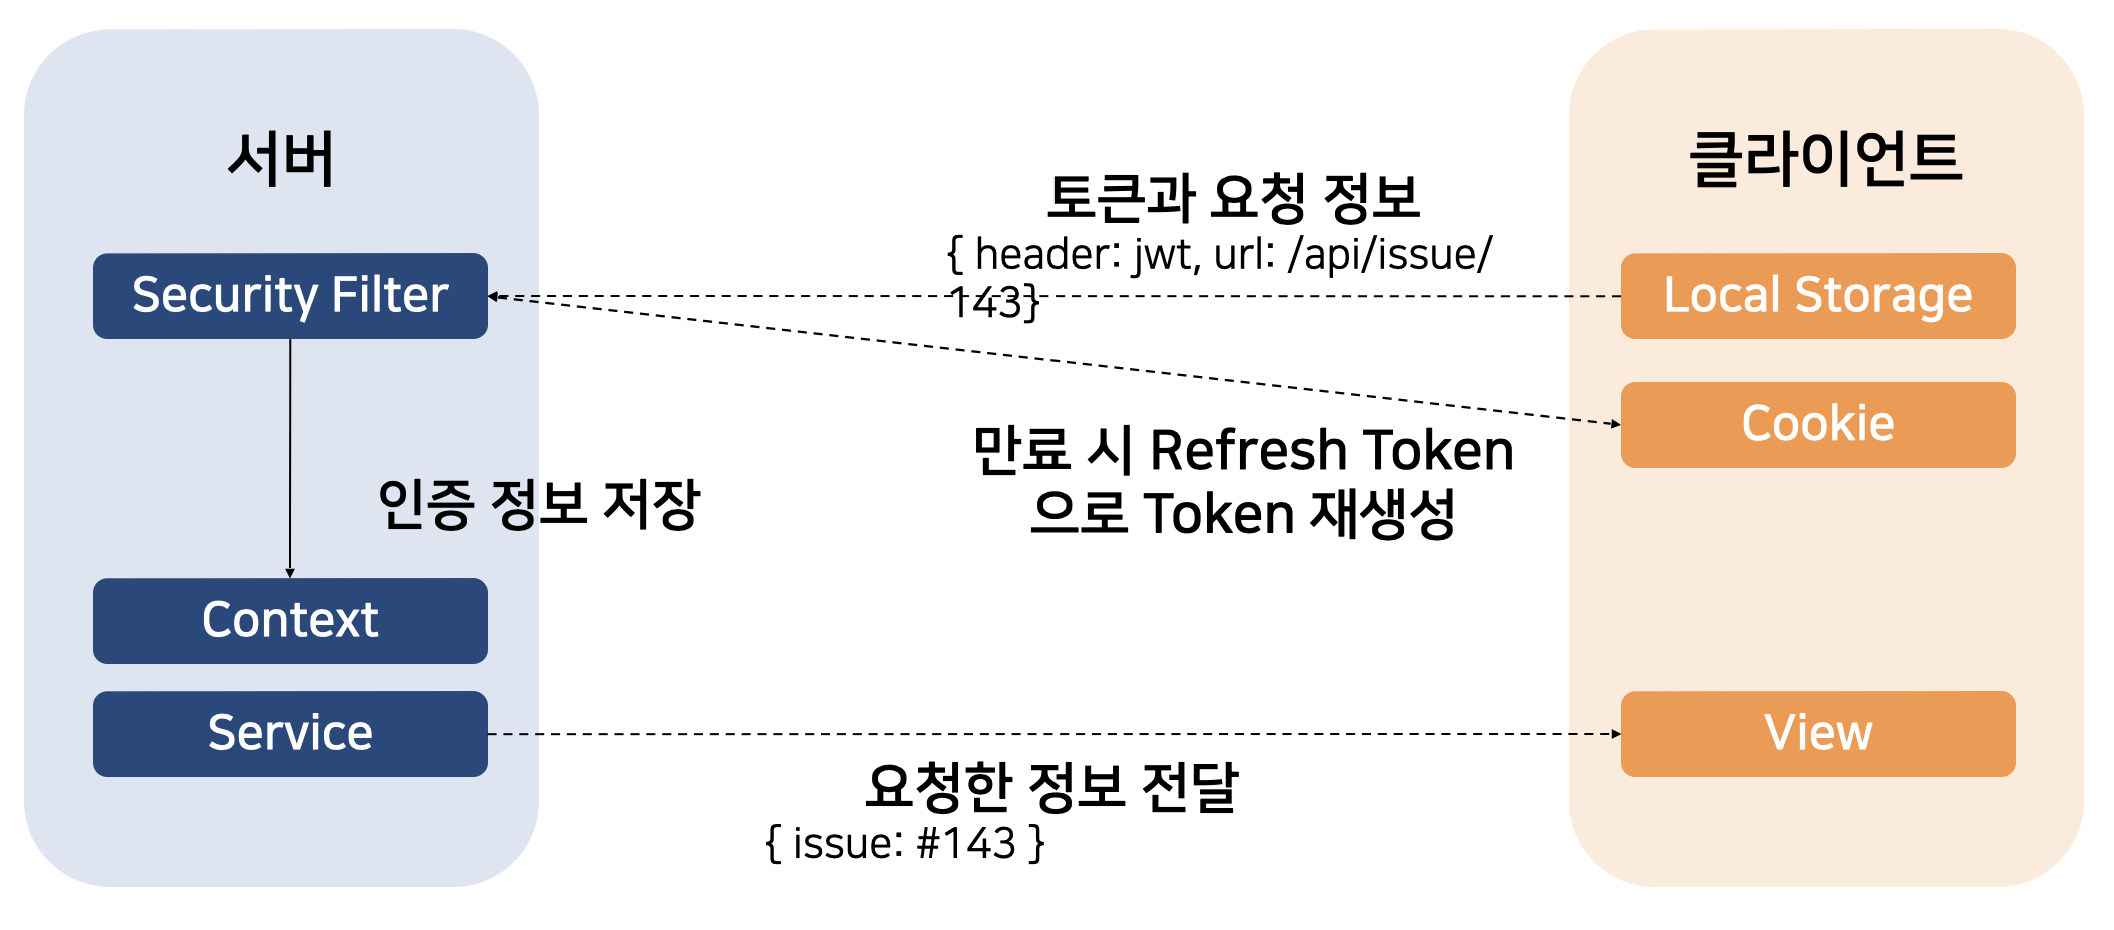 서버
클라이언트
토큰과 요청 정보
{ header: jwt, url: /api/issue/
143}
Security Filter
Local Storage
Cookie
만료 시 Refresh Token
으로 Token 재생성
인증 정보 저장
Context
Service
View
요청한 정보 전달
{ issue: #143 }